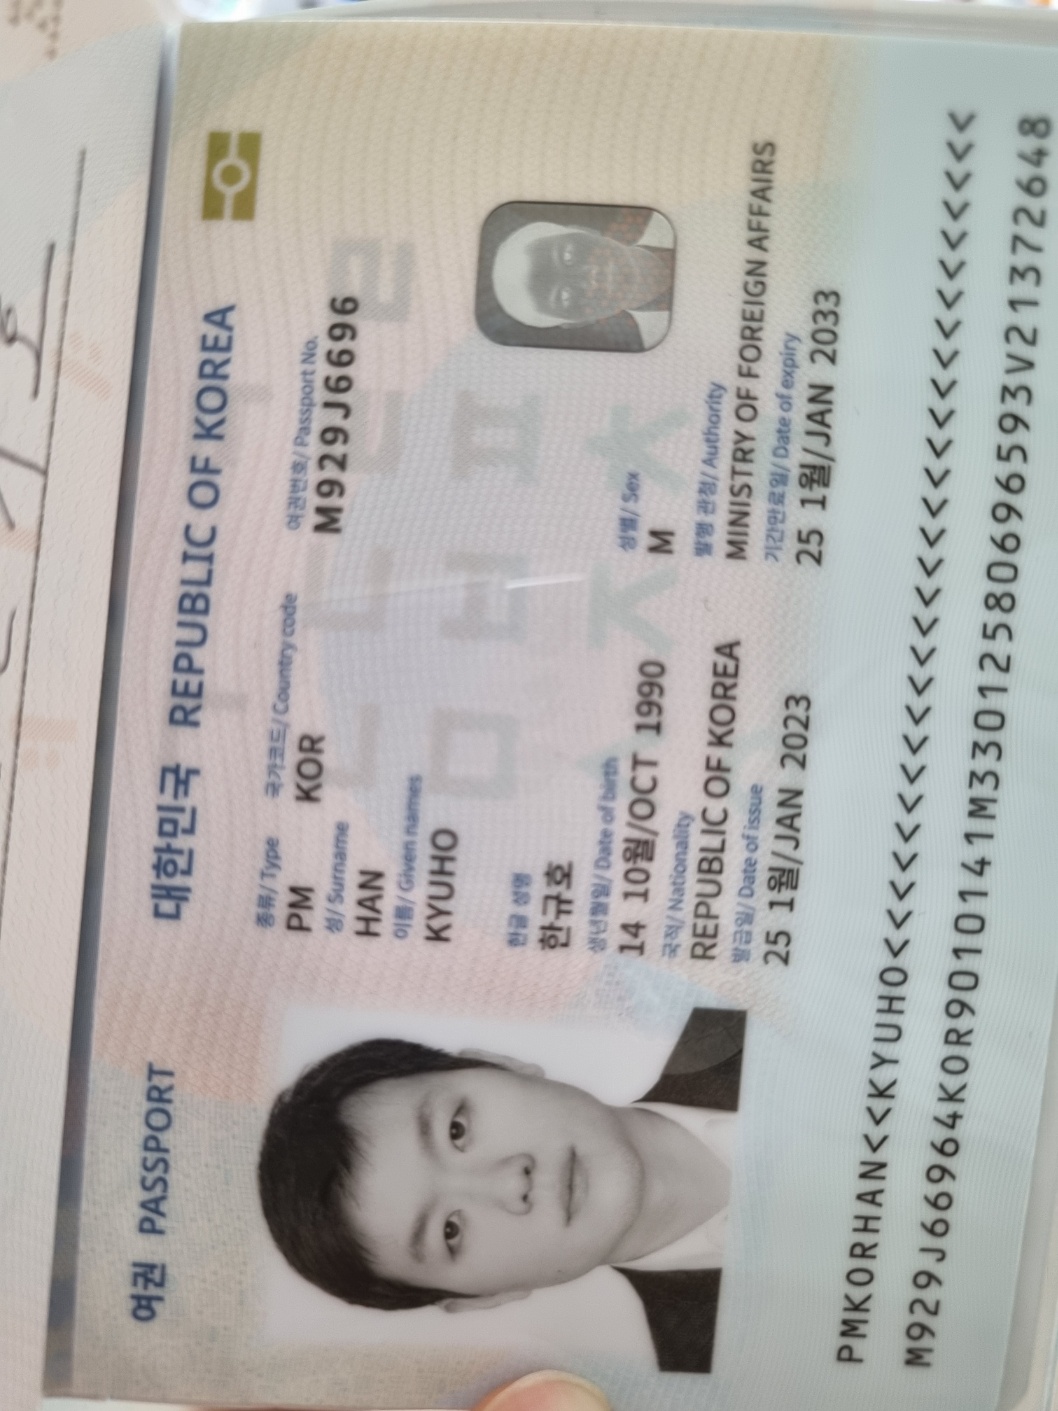 여권 PASSPORT
대한민국 REPUBLIC OF KOREA
종류/ Type 국가코드/ Country code 여권번호/ Passport No.
PM KOR M929J6696
성/ Surname
HAN
이름/ Given names
KYUHO
한글 성명
한규호
생년월일/ Date of birth 성별/ Sex
14 10월/OCT 1990 M
국적/ Nationality 발행 관청/ Authority
REPUBLIC OF KOREA MINISTRY OF FOREIGN AFFAIRS
발급일/ Date of issue 기간만료일/ Date of expiry
25 1월/JAN 2023 25 1월/JAN 2033
PMKORHAN<<KYUHO<<<<<<<<<<<<<<<<<<<<<<<<<<<<<
M929J66964KOR9010141M33012580696593V21372648